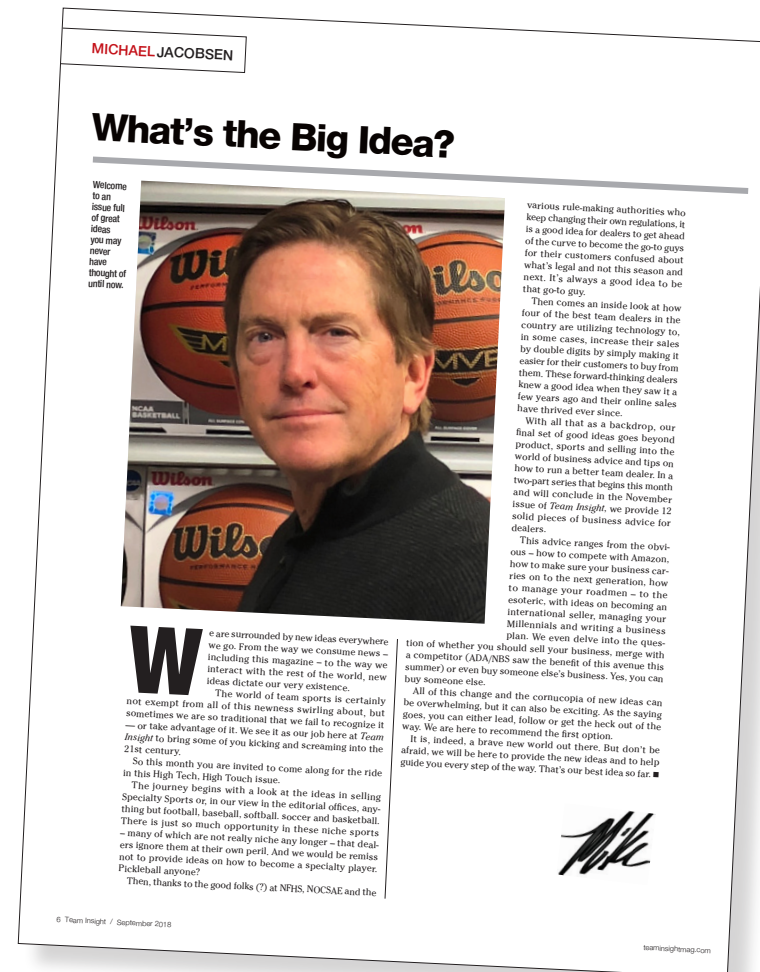 MICHAELJACOBSEN
What's the Big Idea?
Welcome
to an
issue full
of great
ideas
you may
never
have
thought of
until now.
Wilson
Wilson
NCAA
BASKETBALL
MVB
Wilson
Wilson
We are surrounded by new ideas everywhere
we go. From the way we consume news –
including this magazine – to the way we
interact with the rest of the world, new
ideas dictate our very existence.
The world of team sports is certainly
not exempt from all of this newness swirling about, but
sometimes we are so traditional that we fail to recognize it
— or take advantage of it. We see it as our job here at Team
Insight to bring some of you kicking and screaming into the
21st century.
So this month you are invited to come along for the ride
in this High Tech, High Touch issue.
The journey begins with a look at the ideas in selling
Specialty Sports or, in our view in the editorial offices, any-
thing but football, baseball, softball. soccer and basketball.
There is just so much opportunity in these niche sports
– many of which are not really niche any longer – that deal-
ers ignore them at their own peril. And we would be remiss
not to provide ideas on how to become a specialty player.
Pickleball anyone?
Then, thanks to the good folks (?) at NFHS, NOCSAE and the
various rule-making authorities who
keep changing their own regulations, it
is a good idea for dealers to get ahead
of the curve to become the go-to guys
for their customers confused about
what's legal and not this season and
next. It's always a good idea to be
that go-to guy.
Then comes an inside look at how
four of the best team dealers in the
country are utilizing technology to,
in some cases, increase their sales
by double digits by simply making it
easier for their customers to buy from
them. These forward-thinking dealers
knew a good idea when they saw it a
few years ago and their online sales
have thrived ever since.
With all that as a backdrop, our
final set of good ideas goes beyond
product, sports and selling into the
world of business advice and tips on
how to run a better team dealer. In a
two-part series that begins this month
and will conclude in the November
issue of Team Insight, we provide 12
solid pieces of business advice for
dealers.
This advice ranges from the obvi-
ous – how to compete with Amazon,
how to make sure your business car-
ries on to the next generation, how
to manage your roadmen – to the
esoteric, with ideas on becoming an
international seller, managing your
Millennials and writing a business
plan. We even delve into the ques-
tion of whether you should sell your business, merge with
a competitor (ADA/NBS saw the benefit of this avenue this
summer) or even buy someone else's business. Yes, you can
buy someone else.
All of this change and the cornucopia of new ideas can
be overwhelming, but it can also be exciting. As the saying
goes, you can either lead, follow or get the heck out of the
way. We are here to recommend the first option.
It is, indeed, a brave new world out there. But don't be
afraid, we will be here to provide the new ideas and to help
guide you every step of the way. That's our best idea so far. ■
Mike
6 Team Insight / September 2018
teaminsightmag.com